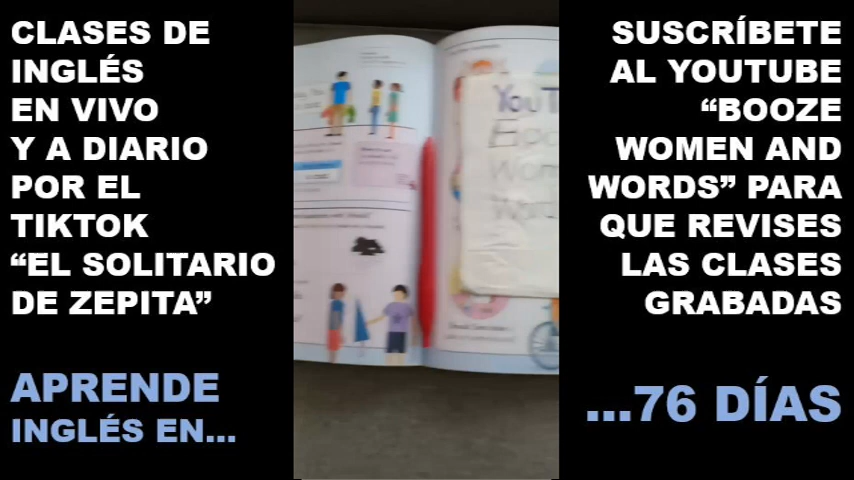 CLASES DE
INGLÉS
EN VIVO
Y A DIARIO
POR EL
TIKTOK
“EL SOLITARIO
DE ZEPITA”
APRENDE
INGLÉS EN...
SUSCRÍBETE
AL YOUTUBE
“BOOZE
WOMEN AND
WORDS” PARA
QUE REVISES
LAS CLASES
GRABADAS
...76 DÍAS